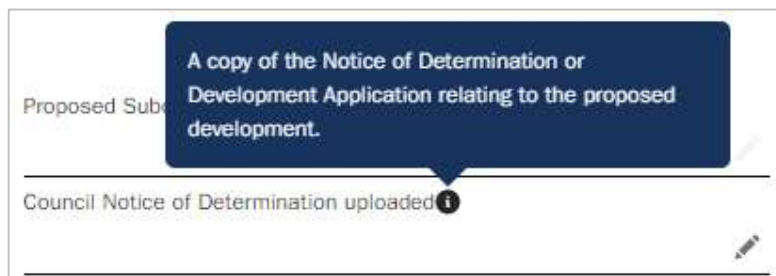 A copy of the Notice of Determination or
Development Application relating to the proposed
development.
Proposed
Council Notice of Determination uploaded